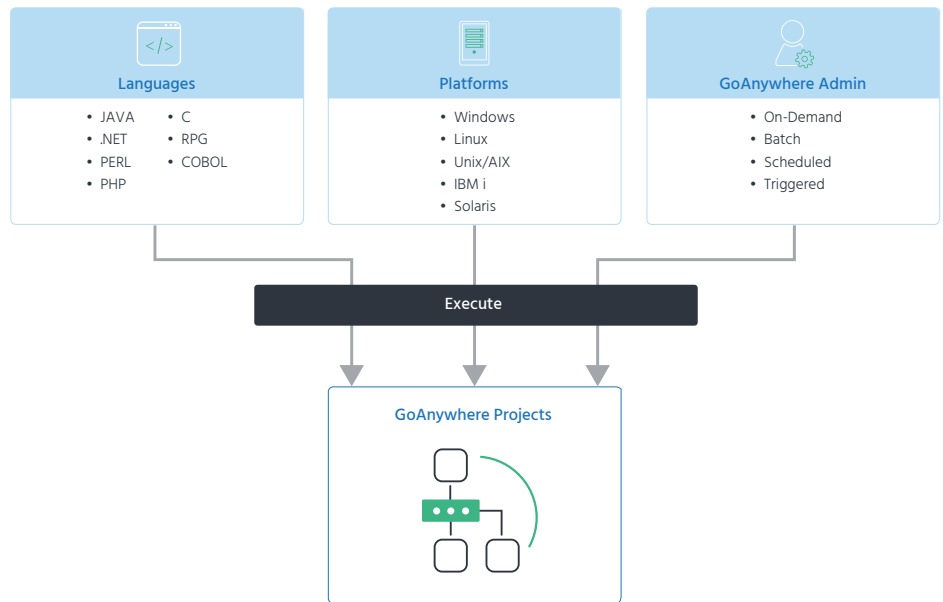 </>
Languages
• JAVA
• .NET
• PERL
• PHP
• C
• RPG
• COBOL
Platforms
• Windows
• Linux
• Unix/AIX
• IBM i
• Solaris
GoAnywhere Admin
• On-Demand
• Batch
• Scheduled
• Triggered
Execute
GoAnywhere Projects